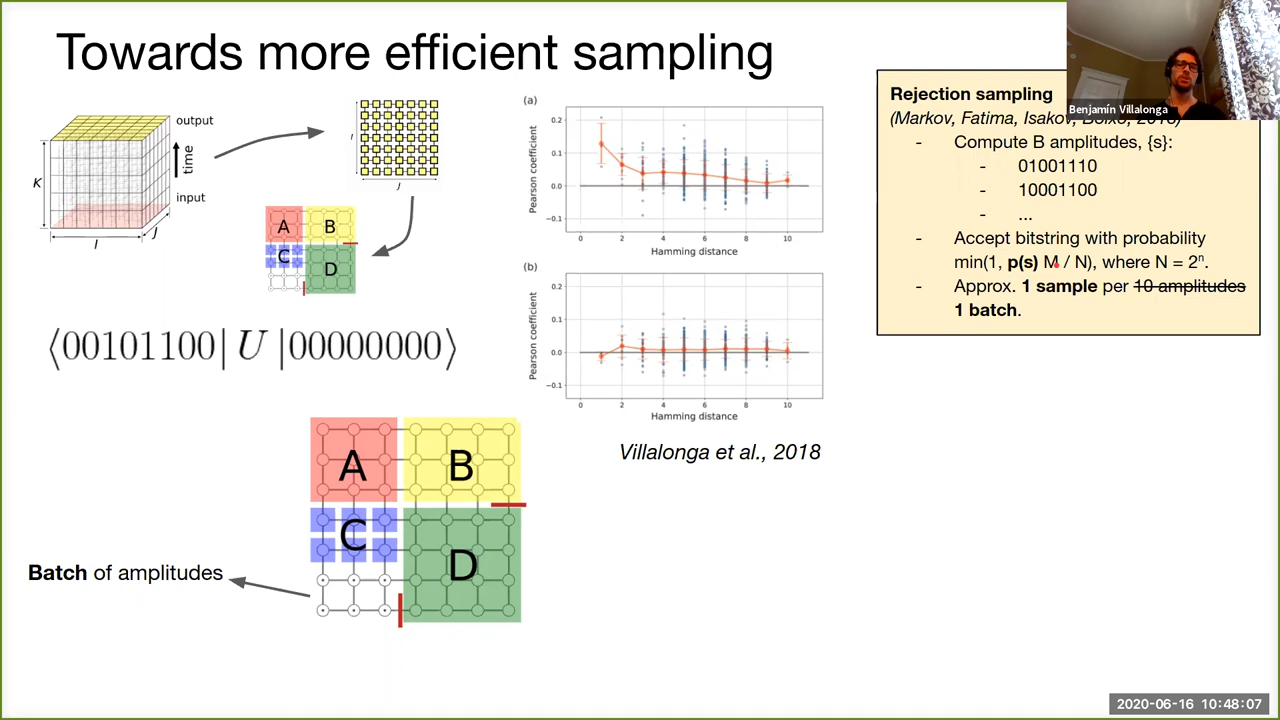 Towards more efficient sampling
output
time
input
K
I
J
I
J
A
B
C
D
⟨00101100| U |00000000⟩
A
B
C
D
Batch of amplitudes
(a)
Pearson coefficient
0.2
0.1
0.0
−0.1
0 2 4 6 8 10
Hamming distance
(b)
Pearson coefficient
0.2
0.1
0.0
−0.1
0 2 4 6 8 10
Hamming distance
Villalonga et al., 2018
Rejection sampling
(Markov, Fatima, Isakov, Boixo, 2018)
- Compute B amplitudes, {s}:
- 01001110
- 10001100
- ...
- Accept bitstring with probability
min(1, p(s) M / N), where N = 2ⁿ.
- Approx. 1 sample per 10 amplitudes
1 batch.
Benjamín Villalonga
2020-06-16 10:48:07